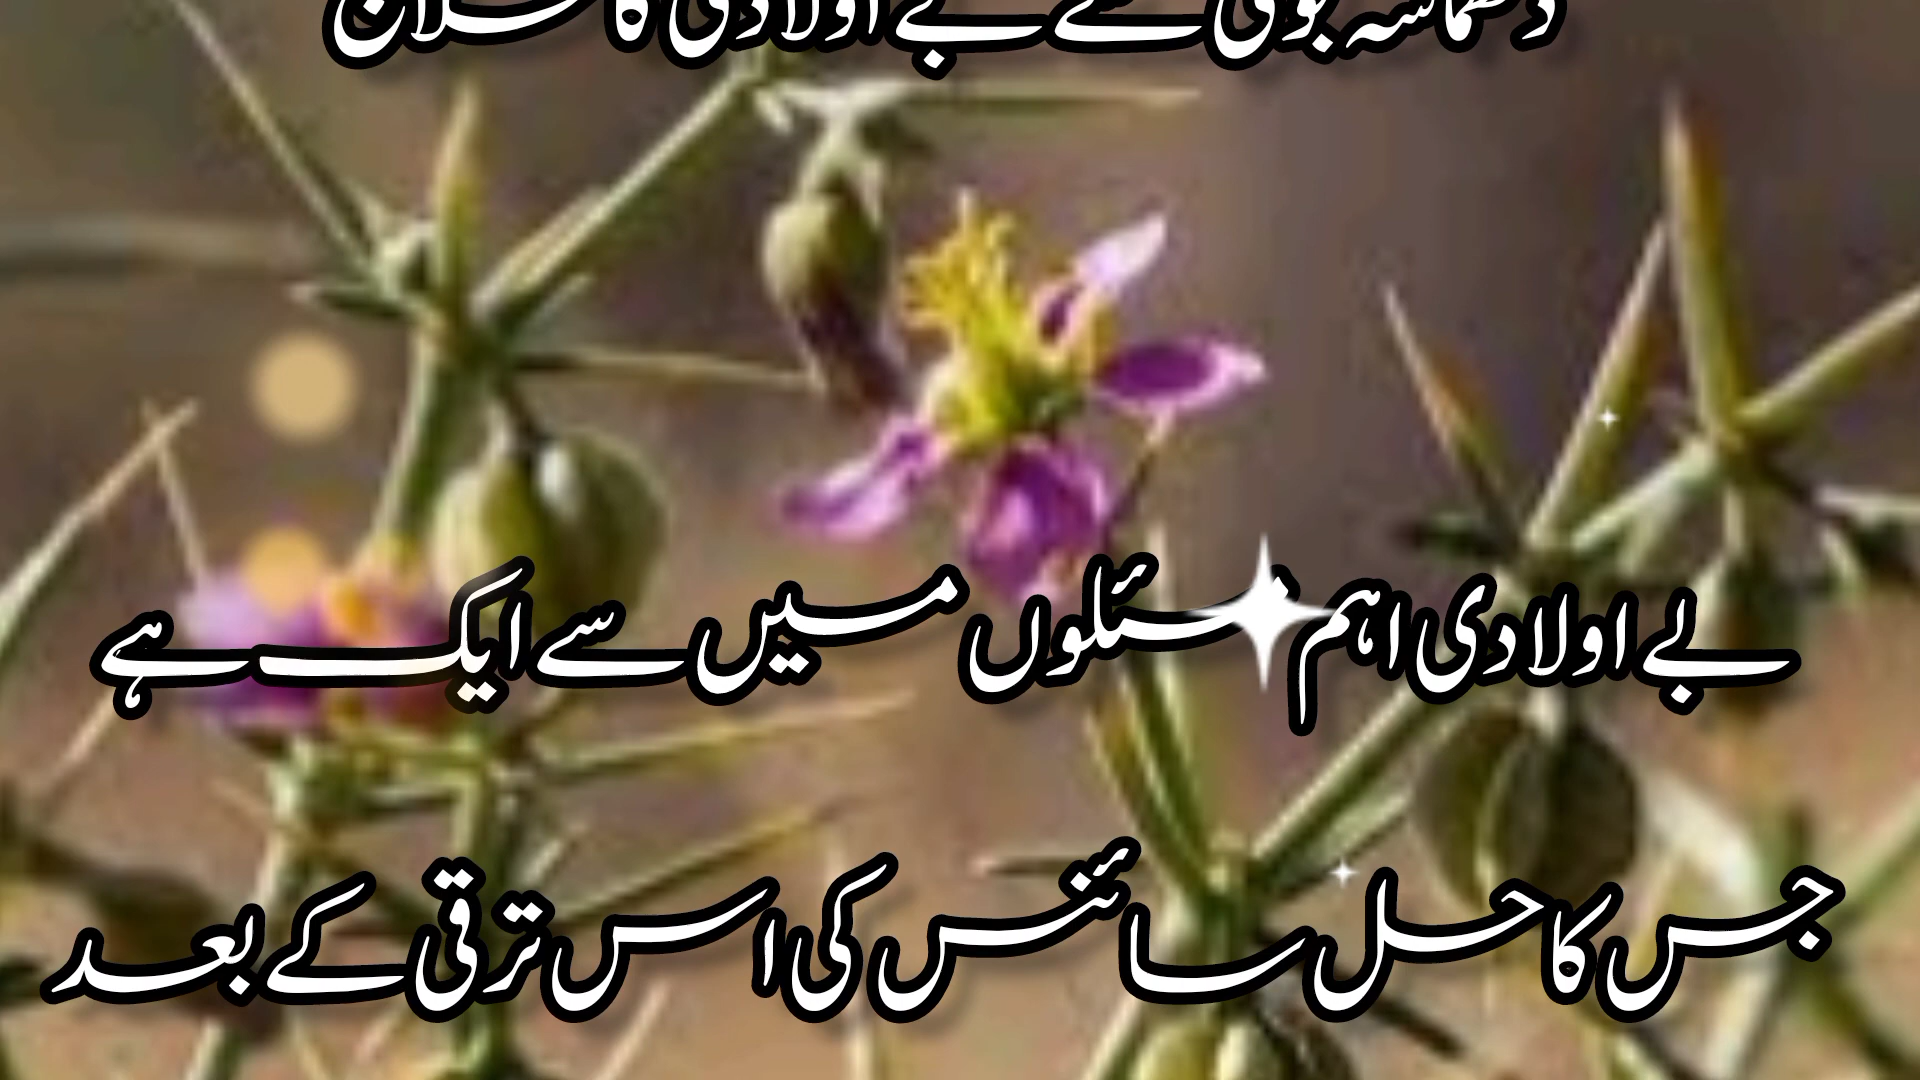 دھماسہ بوٹی سے بے اولادی کا علاج
بے اولادی اہم مسئلوں میں سے ایک ہے
جس کا حل سائنس کی اس ترقی کے بعد